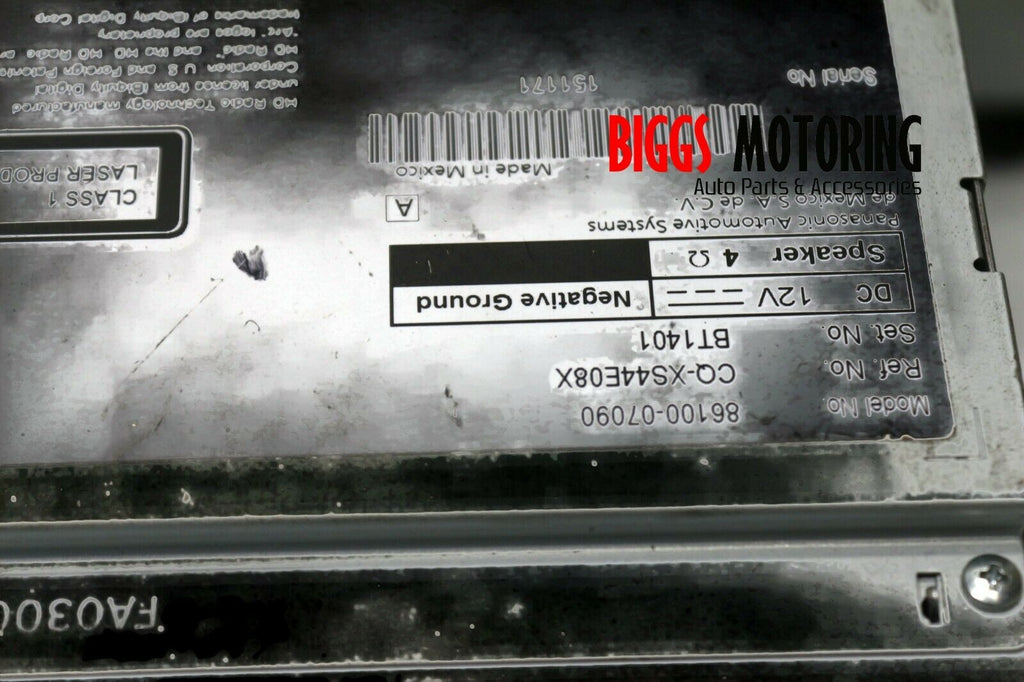 BIGGS MOTORING
Auto Parts & Accessories
FA0300
Model No. 86100-07090
Ref. No. CQ-XS44E08X
Set. No. BT1401
DC 12V Negative Ground
Speaker 4 Ω
Panasonic Automotive Systems
de Mexico S.A. de C.V.
A
Made in Mexico
Serial No 151171
CLASS 1
LASER PROD
HD Radio Technology manufactured
under license from iBiquity Digital
Corporation U S and Foreign
HD Radio and the HD Radio
"Arc" logos are proprietary
trademarks of iBiquity Digital Corp